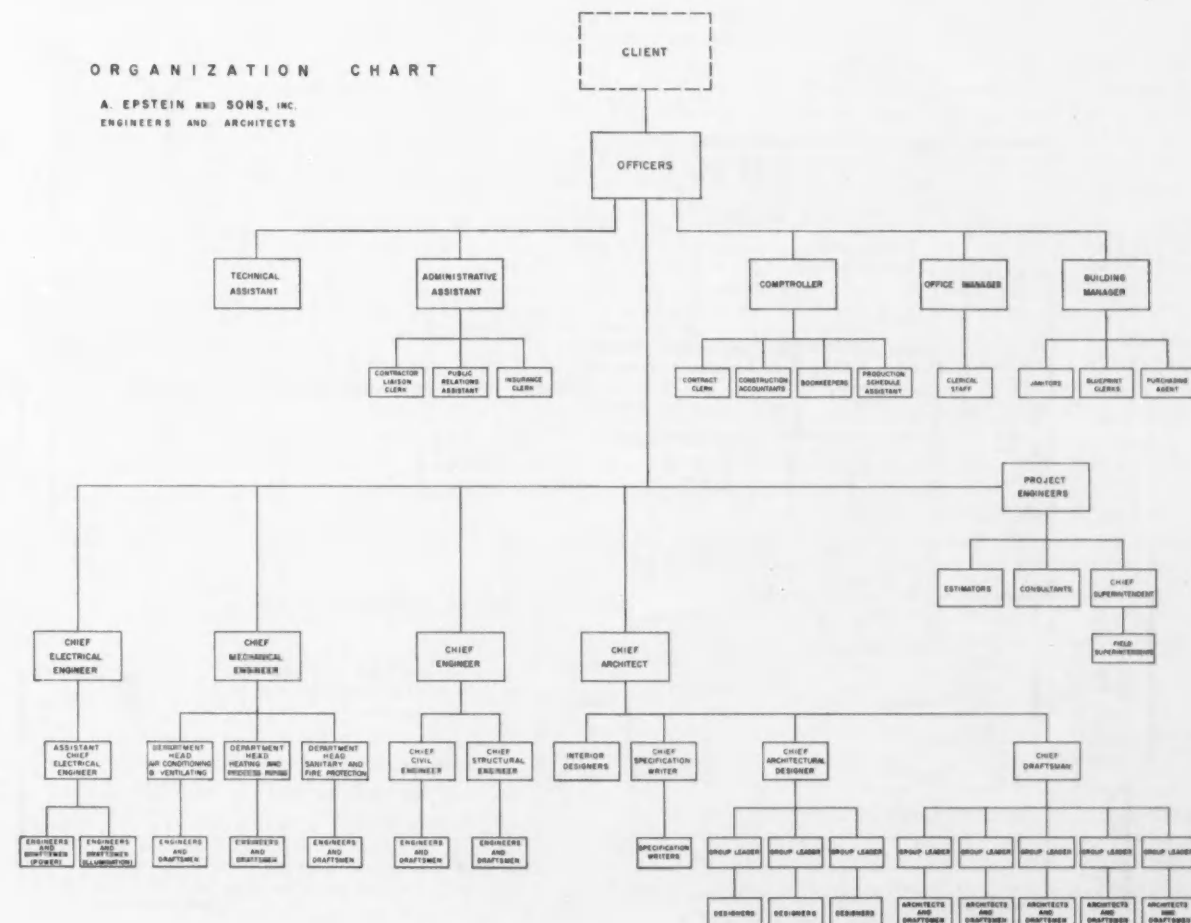 CLIENT
ORGANIZATION CHART
A. EPSTEIN AND SONS, INC.
ENGINEERS AND ARCHITECTS
OFFICERS
TECHNICAL
ASSISTANT
ADMINISTRATIVE
ASSISTANT
COMPTROLLER
OFFICE MANAGER
BUILDING
MANAGER
CONTRACTOR
LIAISON
CLERK
PUBLIC
RELATIONS
ASSISTANT
INSURANCE
CLERK
CONTRACT
CLERK
CONSTRUCTION
ACCOUNTANTS
BOOKKEEPERS
PRODUCTION
SCHEDULE
ASSISTANT
CLERICAL
STAFF
JANITORS
BLUEPRINT
CLERKS
PURCHASING
AGENT
PROJECT
ENGINEERS
ESTIMATORS
CONSULTANTS
CHIEF
SUPERINTENDENT
FIELD
SUPERINTENDENTS
CHIEF
ELECTRICAL
ENGINEER
CHIEF
MECHANICAL
ENGINEER
CHIEF
ENGINEER
CHIEF
ARCHITECT
ASSISTANT
CHIEF
ELECTRICAL
ENGINEER
DEPARTMENT
HEAD
AIR CONDITIONING
& VENTILATING
DEPARTMENT
HEAD
HEATING AND
PROCESS PIPING
DEPARTMENT
HEAD
SANITARY AND
FIRE PROTECTION
CHIEF
CIVIL
ENGINEER
CHIEF
STRUCTURAL
ENGINEER
INTERIOR
DESIGNERS
CHIEF
SPECIFICATION
WRITER
CHIEF
ARCHITECTURAL
DESIGNER
CHIEF
DRAFTSMAN
ENGINEERS
AND
DRAFTSMEN
(POWER)
ENGINEERS
AND
DRAFTSMEN
(ILLUMINATION)
ENGINEERS
AND
DRAFTSMEN
ENGINEERS
AND
DRAFTSMEN
ENGINEERS
AND
DRAFTSMEN
ENGINEERS
AND
DRAFTSMEN
ENGINEERS
AND
DRAFTSMEN
SPECIFICATION
WRITERS
GROUP LEADER
GROUP LEADER
GROUP LEADER
GROUP LEADER
GROUP LEADER
GROUP LEADER
GROUP LEADER
GROUP LEADER
DESIGNERS
DESIGNERS
DESIGNERS
ARCHITECTS
AND
DRAFTSMEN
ARCHITECTS
AND
DRAFTSMEN
ARCHITECTS
AND
DRAFTSMEN
ARCHITECTS
AND
DRAFTSMEN
ARCHITECTS
AND
DRAFTSMEN